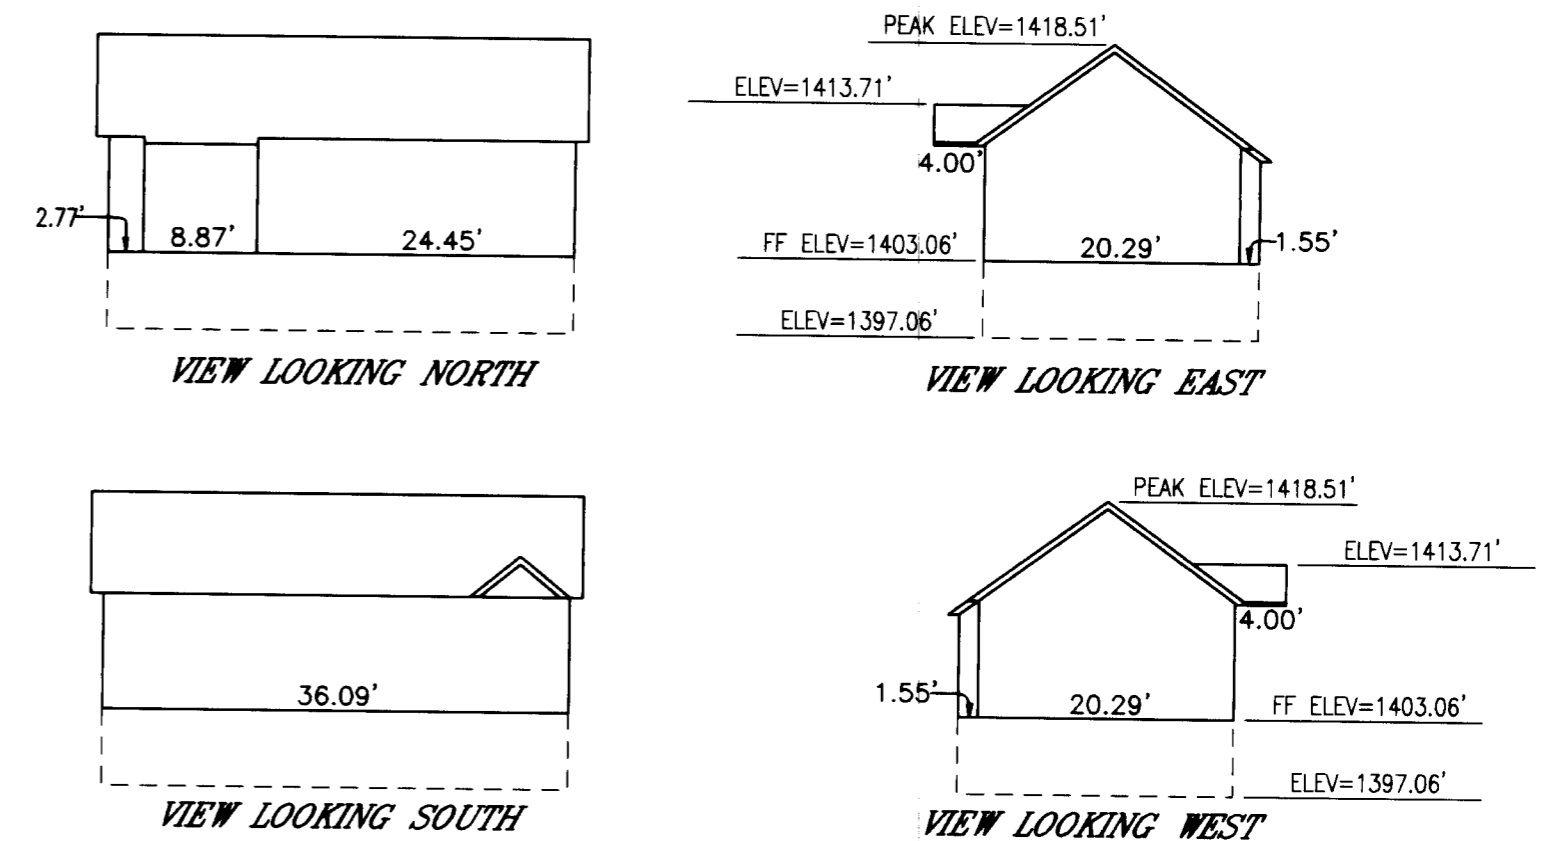 2.77'
8.87'
24.45'
VIEW LOOKING NORTH
PEAK ELEV=1418.51'
ELEV=1413.71'
4.00'
FF ELEV=1403.06'
20.29'
1.55'
ELEV=1397.06'
VIEW LOOKING EAST
36.09'
VIEW LOOKING SOUTH
PEAK ELEV=1418.51'
ELEV=1413.71'
4.00'
1.55'
20.29'
FF ELEV=1403.06'
ELEV=1397.06'
VIEW LOOKING WEST